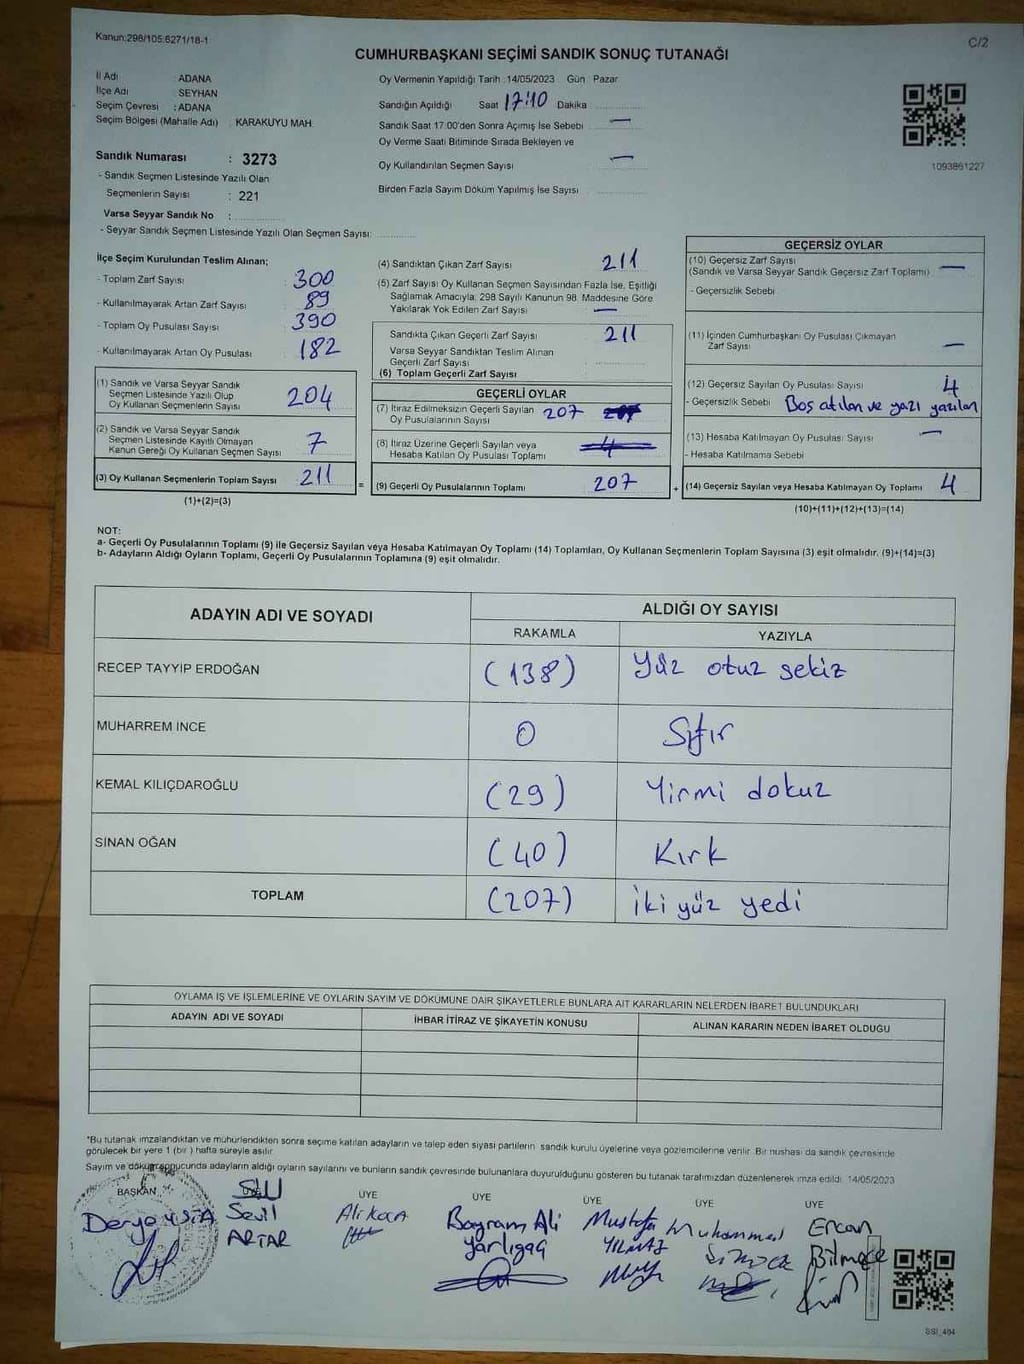 Kanun:298/105:6271/18-1
C/2
CUMHURBAŞKANI SEÇİMİ SANDIK SONUÇ TUTANAĞI
İl Adı ADANA
İlçe Adı : SEYHAN
Seçim Çevresi : ADANA
Seçim Bölgesi (Mahalle Adı) : KARAKUYU MAH.
Sandık Numarası : 3273
- Sandık Seçmen Listesinde Yazılı Olan
Seçmenlerin Sayısı : 221
Varsa Seyyar Sandık No :
- Seyyar Sandık Seçmen Listesinde Yazılı Olan Seçmen Sayısı:
Oy Vermenin Yapıldığı Tarih :14/05/2023 Gün Pazar
Sandığın Açıldığı Saat 17:10 Dakika
Sandık Saat 17:00'den Sonra Açımış İse Sebebi —
Oy Verme Saati Bitiminde Sırada Bekleyen ve
Oy Kullandırılan Seçmen Sayısı —
Birden Fazla Sayım Döküm Yapılmış İse Sayısı
1093861227
İlçe Seçim Kurulundan Teslim Alınan;
- Toplam Zarf Sayısı 300
- Kullanılmayarak Artan Zarf Sayısı 89
- Toplam Oy Pusulası Sayısı 390
- Kullanılmayarak Artan Oy Pusulası 182
(1) Sandık ve Varsa Seyyar Sandık
Seçmen Listesinde Yazılı Olup
Oy Kullanan Seçmenlerin Sayısı 204
(2) Sandık ve Varsa Seyyar Sandık
Seçmen Listesinde Kayıtlı Olmayan
Kanun Gereği Oy Kullanan Seçmen Sayısı 7
(3) Oy Kullanan Seçmenlerin Toplam Sayısı 211 =
(1)+(2)=(3)
(4) Sandıktan Çıkan Zarf Sayısı 211
(5) Zarf Sayısı Oy Kullanan Seçmen Sayısından Fazla İse, Eşitliği
Sağlamak Amacıyla; 298 Sayılı Kanunun 98. Maddesine Göre
Yakılarak Yok Edilen Zarf Sayısı —
Sandıkta Çıkan Geçerli Zarf Sayısı 211
Varsa Seyyar Sandıktan Teslim Alınan
Geçerli Zarf Sayısı
(6) Toplam Geçerli Zarf Sayısı
GEÇERLİ OYLAR
(7) İtiraz Edilmeksizin Geçerli Sayılan 207
Oy Pusulasının Sayısı
(8) İtiraz Üzerine Geçerli Sayılan veya
Hesaba Katılan Oy Pusulası Toplamı
(9) Geçerli Oy Pusulalarının Toplamı 207 +
GEÇERSİZ OYLAR
(10) Geçersiz Zarf Sayısı —
(Sandık ve Varsa Seyyar Sandık Geçersiz Zarf Toplamı)
- Geçersizlik Sebebi
(11) İçinden Cumhurbaşkanı Oy Pusulası Çıkmayan
Zarf Sayısı —
(12) Geçersiz Sayılan Oy Pusulası Sayısı 4
- Geçersizlik Sebebi Boş atılan ve yazı yazılan
(13) Hesaba Katılmayan Oy Pusulası Sayısı —
- Hesaba Katılmama Sebebi
(14) Geçersiz Sayılan veya Hesaba Katılmayan Oy Toplamı 4
(10)+(11)+(12)+(13)=(14)
NOT:
a- Geçerli Oy Pusulalarının Toplamı (9) ile Geçersiz Sayılan veya Hesaba Katılmayan Oy Toplamı (14) Toplamları, Oy Kullanan Seçmenlerin Toplam Sayısına (3) eşit olmalıdır. (9)+(14)=(3)
b- Adayların Aldığı Oyların Toplamı, Geçerli Oy Pusulalarının Toplamına (9) eşit olmalıdır.
ADAYIN ADI VE SOYADI ALDIĞI OY SAYISI
RAKAMLA YAZIYLA
RECEP TAYYİP ERDOĞAN (138) Yüz otuz sekiz
MUHARREM İNCE 0 Sıfır
KEMAL KILIÇDAROĞLU (29) Yirmi dokuz
SİNAN OĞAN (40) Kırk
TOPLAM (207) İki yüz yedi
OYLAMA İŞ VE İŞLEMLERİNE VE OYLARIN SAYIM VE DÖKÜMÜNE DAİR ŞİKAYETLERLE BUNLARA AİT KARARLARIN NELERDEN İBARET BULUNDUKLARI
ADAYIN ADI VE SOYADI İHBAR İTİRAZ VE ŞİKAYETİN KONUSU ALINAN KARARIN NEDEN İBARET OLDUĞU
*Bu tutanak imzalandıktan ve mühürlendikten sonra seçime katılan adayların ve talep eden siyasi partilerin sandık kurulu üyelerine veya gözlemcilerine verilir. Bir nüshası da sandık çevresinde
görülecek bir yere 1 (bir ) hafta süreyle asılır.
Sayım ve döküm sonucunda adayların aldığı oyların sayılarını ve bunların sandık çevresinde bulunanlara duyurulduğunu gösteren bu tutanak tarafımızdan düzenlenerek imza edildi. 14/05/2023
BAŞKAN ÜYE ÜYE ÜYE ÜYE ÜYE
Derya USTA Sevil Ali Koca Bayram Ali Mustafa Muhammed Ercan
ARTAR Yarlıgaç YILMAZ Bilmece
SSI_404